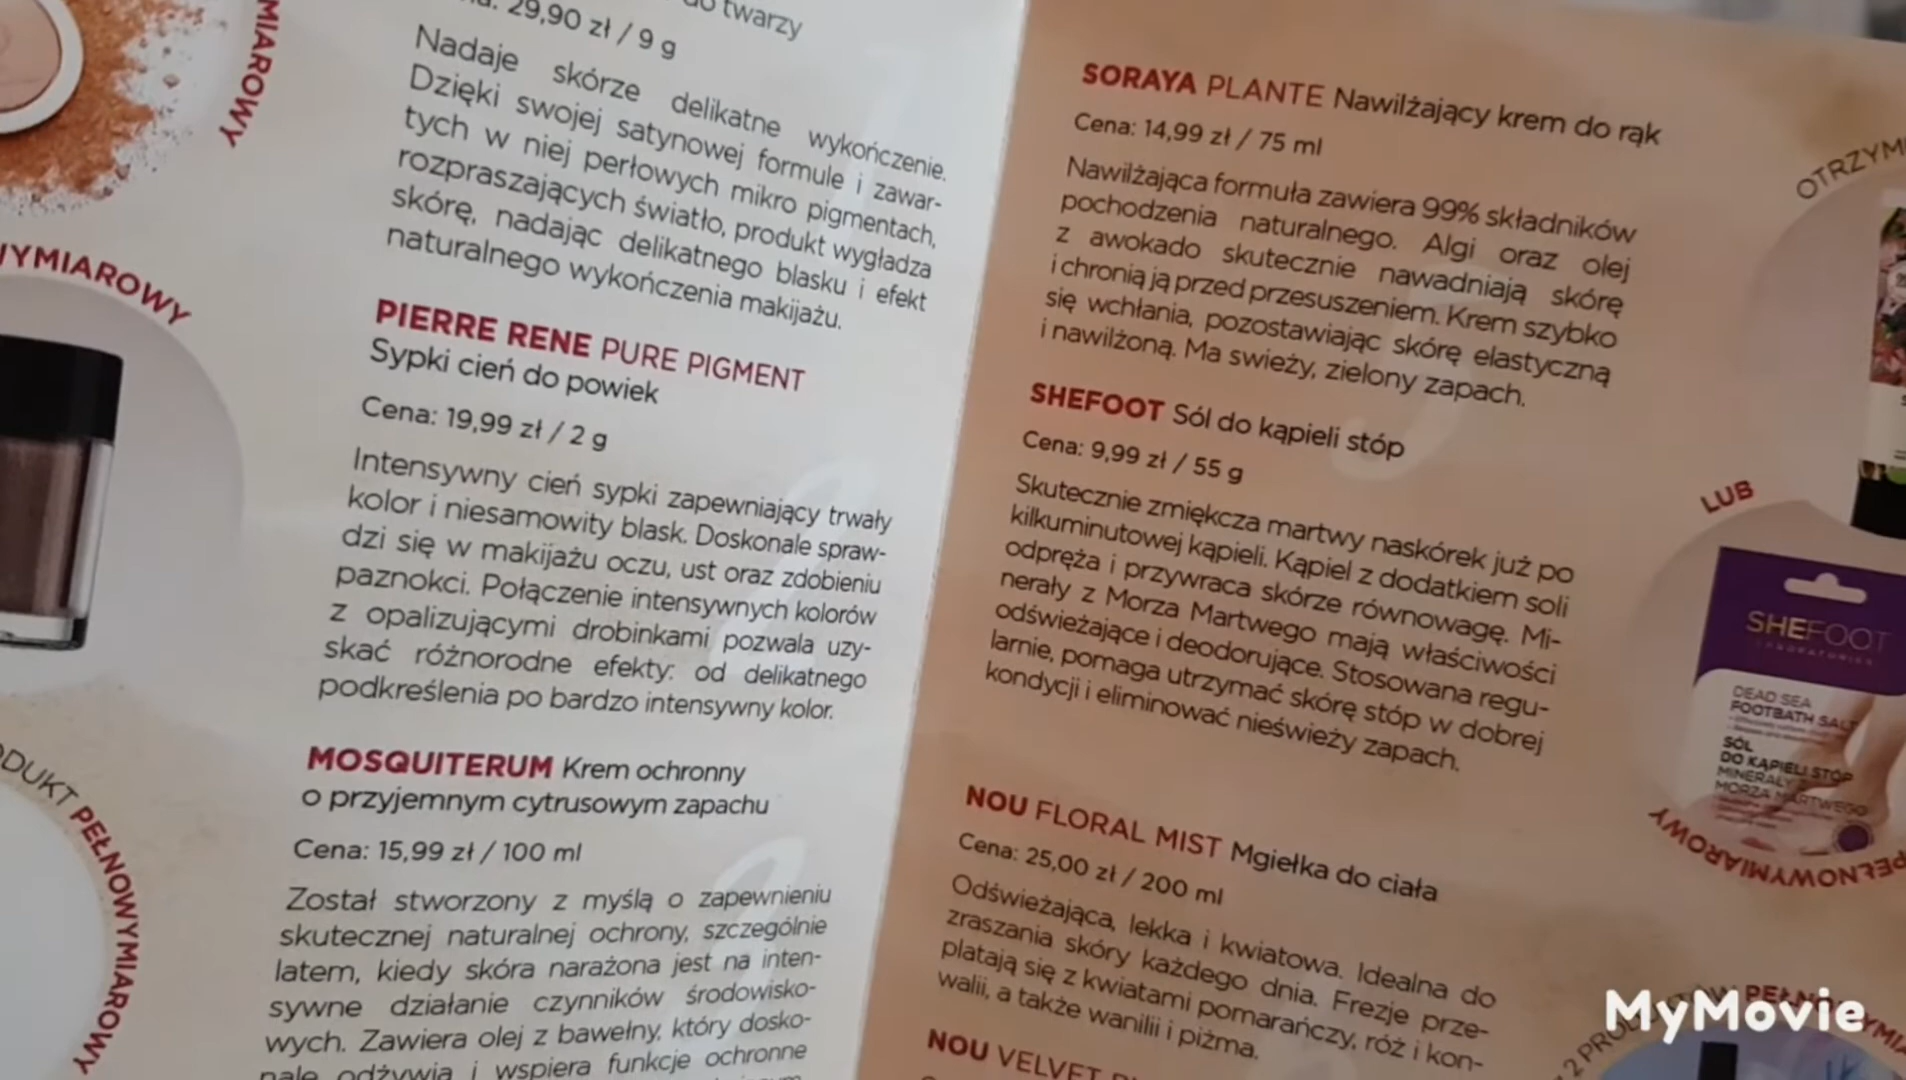 do twarzy
29,90 zł / 9 g
Nadaje skórze delikatne wykończenie.
Dzięki swojej satynowej formule i zawar-
tych w niej perłowych mikro pigmentach,
rozpraszających światło, produkt wygładza
skórę, nadając delikatnego blasku i efekt
naturalnego wykończenia makijażu.
PIERRE RENE PURE PIGMENT
Sypki cień do powiek
Cena: 19,99 zł / 2 g
Intensywny cień sypki zapewniający trwały
kolor i niesamowity blask. Doskonale spraw-
dzi się w makijażu oczu, ust oraz zdobieniu
paznokci. Połączenie intensywnych kolorów
z opalizującymi drobinkami pozwala uzy-
skać różnorodne efekty: od delikatnego
podkreślenia po bardzo intensywny kolor.
MOSQUITERUM Krem ochronny
o przyjemnym cytrusowym zapachu
Cena: 15,99 zł / 100 ml
Został stworzony z myślą o zapewnieniu
skutecznej naturalnej ochrony, szczególnie
latem, kiedy skóra narażona jest na inten-
sywne działanie czynników środowisko-
wych. Zawiera olej z bawełny, który dosko-
nale odżywia i wspiera funkcje ochronne
MIAROWY
WYMIAROWY
ODUKT PEŁNOWYMIAROWY
SORAYA PLANTE Nawilżający krem do rąk
Cena: 14,99 zł / 75 ml
Nawilżająca formuła zawiera 99% składników
pochodzenia naturalnego. Algi oraz olej
z awokado skutecznie nawadniają skórę
i chronią ją przed przesuszeniem. Krem szybko
się wchłania, pozostawiając skórę elastyczną
i nawilżoną. Ma swieży, zielony zapach.
SHEFOOT Sól do kąpieli stóp
Cena: 9,99 zł / 55 g
Skutecznie zmiękcza martwy naskórek już po
kilkuminutowej kąpieli. Kąpiel z dodatkiem soli
odpręża i przywraca skórze równowagę. Mi-
nerały z Morza Martwego mają właściwości
odświeżające i deodorujące. Stosowana regu-
larnie, pomaga utrzymać skórę stóp w dobrej
kondycji i eliminować nieświeży zapach.
NOU FLORAL MIST Mgiełka do ciała
Cena: 25,00 zł / 200 ml
Odświeżająca, lekka i kwiatowa. Idealna do
zraszania skóry każdego dnia. Frezje prze-
platają się z kwiatami pomarańczy, róż i kon-
walii, a także wanilii i piżma.
NOU VELVET
OTRZYM
LUB
SHEFOOT
LABORATORIES
DEAD SEA
FOOTBATH SALT
SÓL
DO KĄPIELI STÓP
MINERAŁY Z
MORZA MARTWEGO
PEŁNOWYMIAROWY
MyMovie